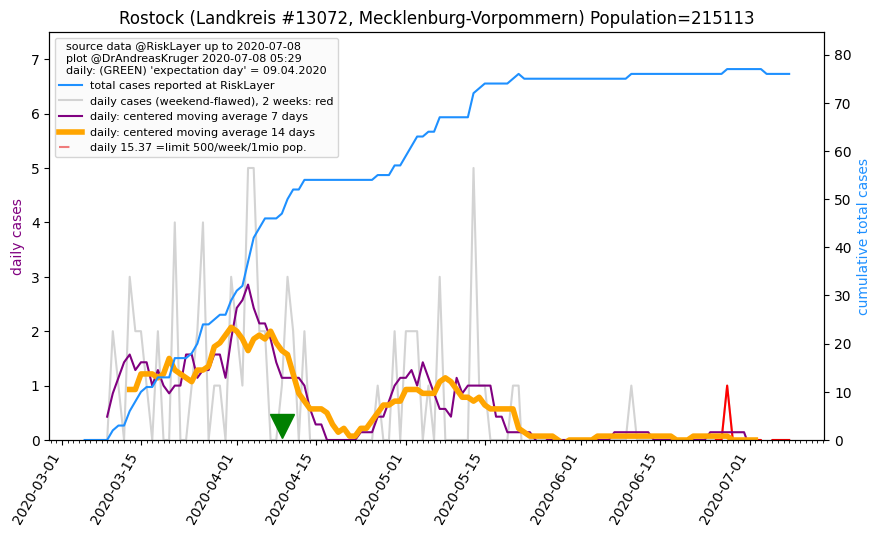 Rostock (Landkreis #13072, Mecklenburg-Vorpommern) Population=215113
source data @RiskLayer up to 2020-07-08
plot @DrAndreasKruger 2020-07-08 05:29
daily: (GREEN) 'expectation day' = 09.04.2020
total cases reported at RiskLayer
daily cases (weekend-flawed), 2 weeks: red
daily: centered moving average 7 days
daily: centered moving average 14 days
daily 15.37 =limit 500/week/1mio pop.
daily cases
7
6
5
4
3
2
1
0
cumulative total cases
80
70
60
50
40
30
20
10
0
2020-03-01
2020-03-15
2020-04-01
2020-04-15
2020-05-01
2020-05-15
2020-06-01
2020-06-15
2020-07-01